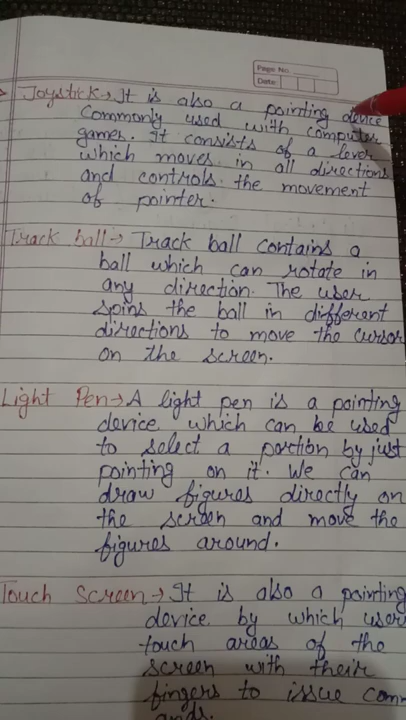 Page No.
Date:
Joystick → It is also a pointing device
commonly used with computer
games. It consists of a lever
which moves in all directions
and controls the movement
of pointer.
Track ball → Track ball contains a
ball which can rotate in
any direction. The user
spins the ball in different
directions to move the cursor
on the screen.
Light Pen → A light pen is a pointing
device which can be used
to select a portion by just
pointing on it. We can
draw figures directly on
the screen and move the
figures around.
Touch Screen → It is also a pointing
device by which user
touch areas of the
screen with their
fingers to issue comm
ands.